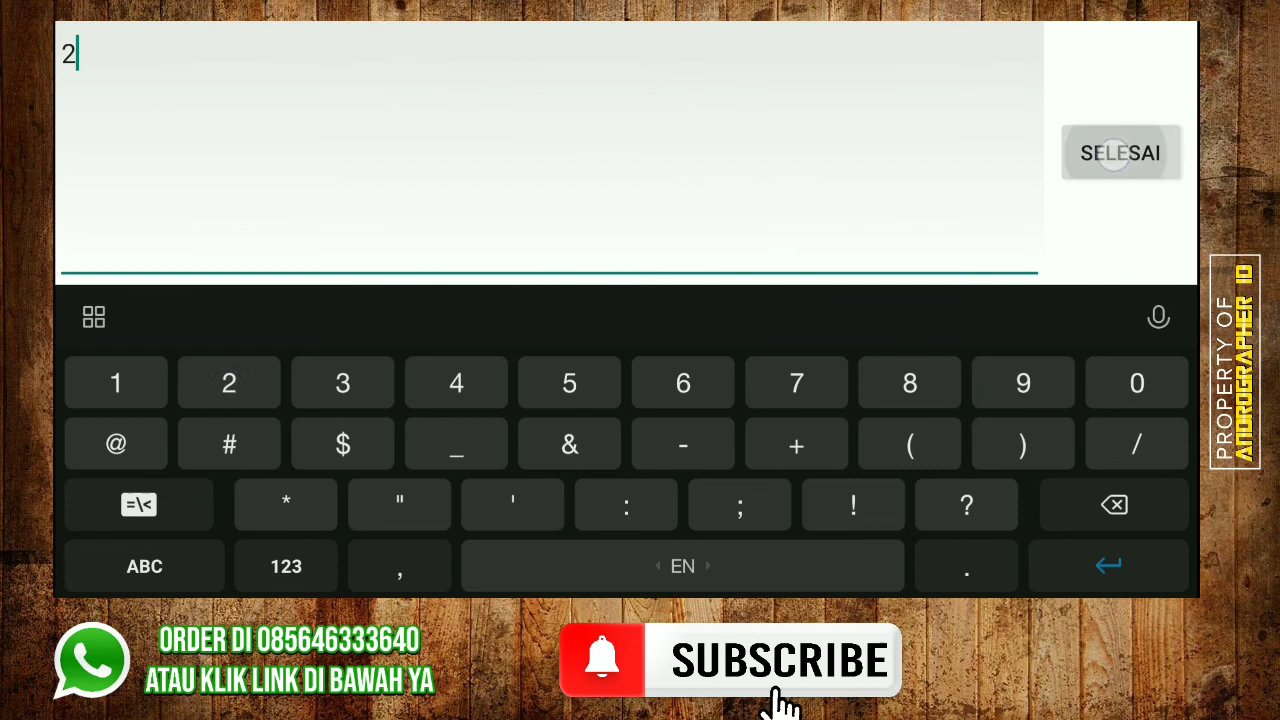 2
SELESAI
1 2 3 4 5 6 7 8 9 0
@ # $ _ & - + ( ) /
=\< * " ' : ; ! ?
ABC 123 , EN .
ORDER DI 085646333640
ATAU KLIK LINK DI BAWAH YA
SUBSCRIBE
PROPERTY OF
ANDROGRAPHER ID